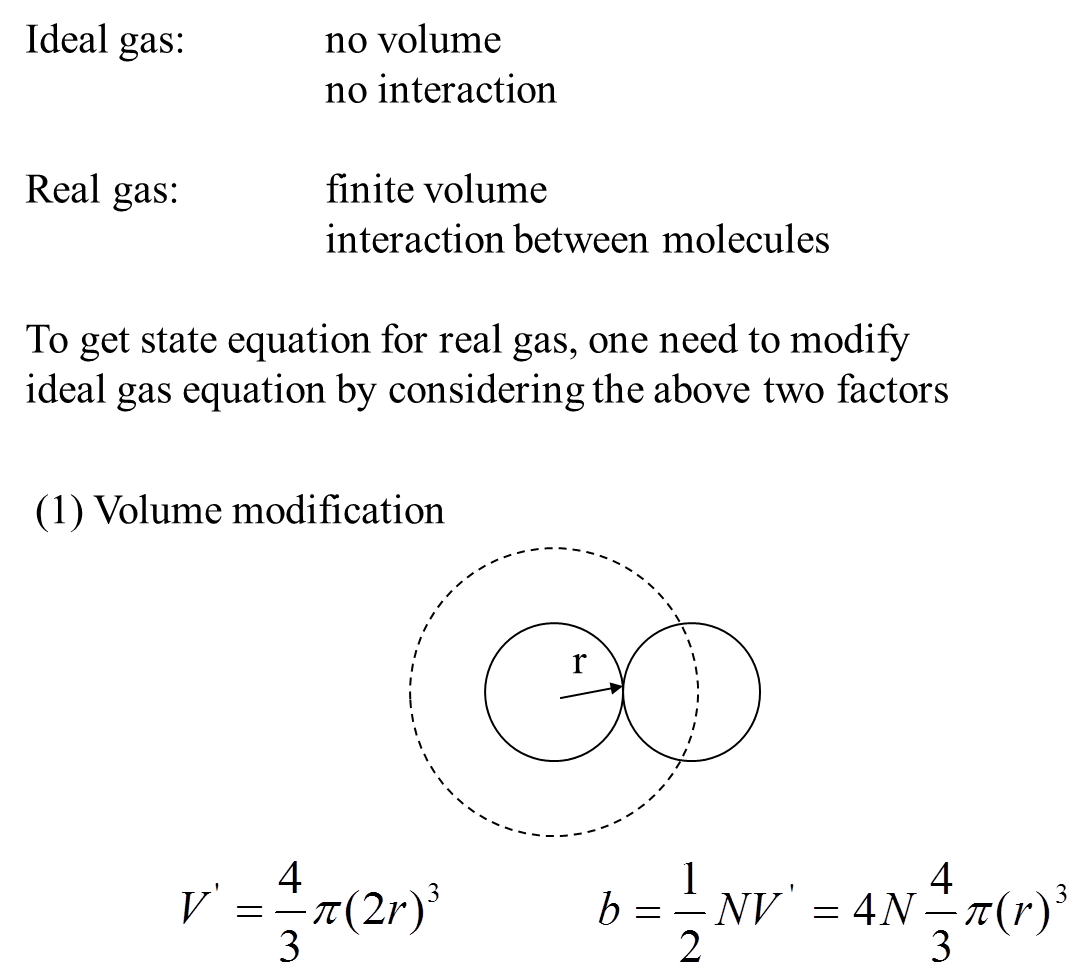 Ideal gas: no volume
no interaction
Real gas: finite volume
interaction between molecules
To get state equation for real gas, one need to modify
ideal gas equation by considering the above two factors
(1) Volume modification
r
V' = 4/3 π(2r)³ b = 1/2 NV' = 4N 4/3 π(r)³